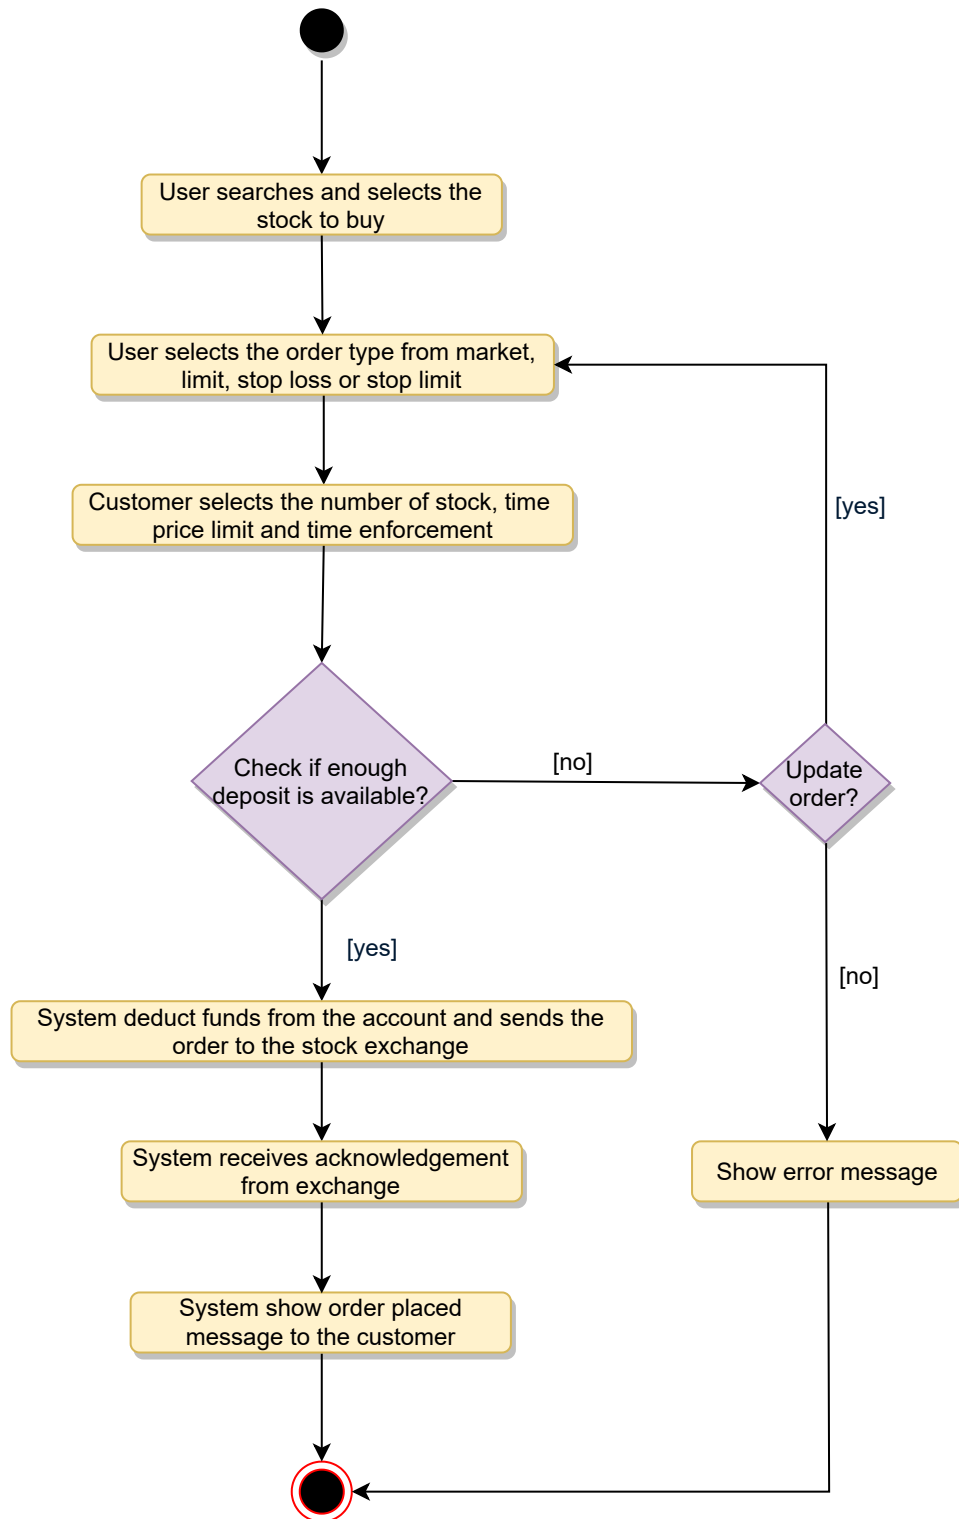 User searches and selects the
stock to buy
User selects the order type from market,
limit, stop loss or stop limit
Customer selects the number of stock, time
price limit and time enforcement
[yes]
Check if enough
deposit is available?
[no]
Update
order?
[yes]
[no]
System deduct funds from the account and sends the
order to the stock exchange
System receives acknowledgement
from exchange
Show error message
System show order placed
message to the customer